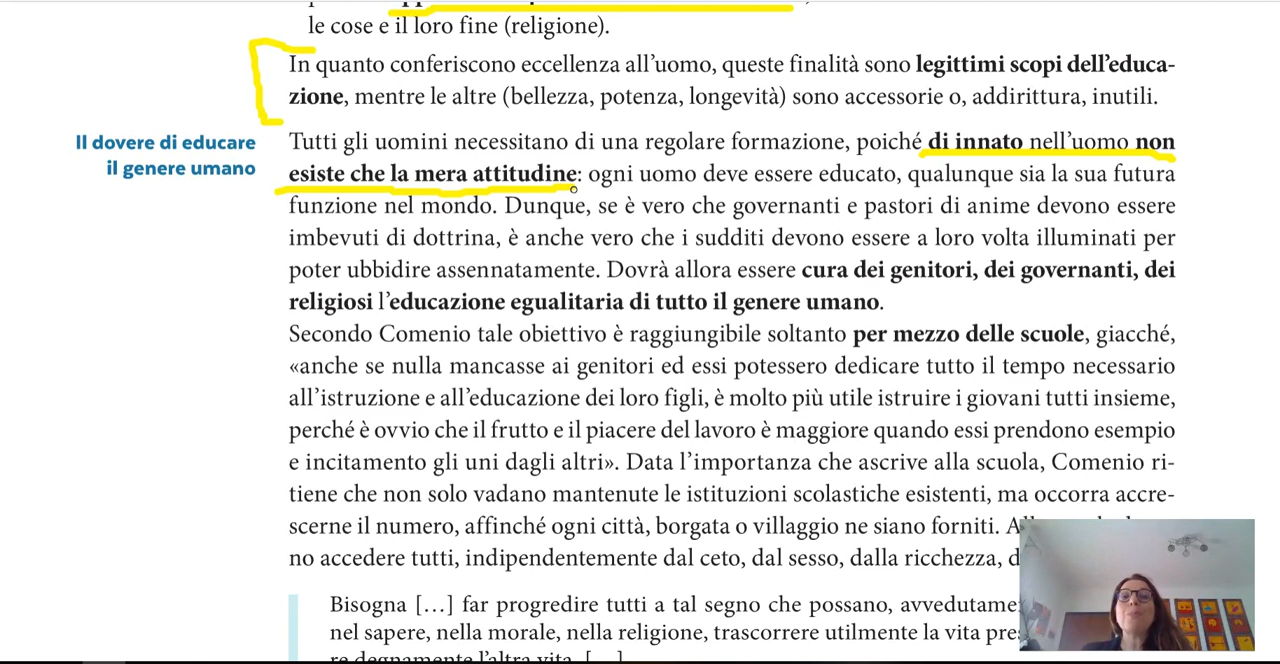 le cose e il loro fine (religione).
In quanto conferiscono eccellenza all’uomo, queste finalità sono legittimi scopi dell’educa-
zione, mentre le altre (bellezza, potenza, longevità) sono accessorie o, addirittura, inutili.
Il dovere di educare
il genere umano
Tutti gli uomini necessitano di una regolare formazione, poiché di innato nell’uomo non
esiste che la mera attitudine: ogni uomo deve essere educato, qualunque sia la sua futura
funzione nel mondo. Dunque, se è vero che governanti e pastori di anime devono essere
imbevuti di dottrina, è anche vero che i sudditi devono essere a loro volta illuminati per
poter ubbidire assennatamente. Dovrà allora essere cura dei genitori, dei governanti, dei
religiosi l’educazione egualitaria di tutto il genere umano.
Secondo Comenio tale obiettivo è raggiungibile soltanto per mezzo delle scuole, giacché,
«anche se nulla mancasse ai genitori ed essi potessero dedicare tutto il tempo necessario
all’istruzione e all’educazione dei loro figli, è molto più utile istruire i giovani tutti insieme,
perché è ovvio che il frutto e il piacere del lavoro è maggiore quando essi prendono esempio
e incitamento gli uni dagli altri». Data l’importanza che ascrive alla scuola, Comenio ri-
tiene che non solo vadano mantenute le istituzioni scolastiche esistenti, ma occorra accre-
scerne il numero, affinché ogni città, borgata o villaggio ne siano forniti.
no accedere tutti, indipendentemente dal ceto, dal sesso, dalla ricchezza,
Bisogna […] far progredire tutti a tal segno che possano,
nel sapere, nella morale, nella religione, trascorrere utilmente la vita
re degnamente l’altra vita. […]